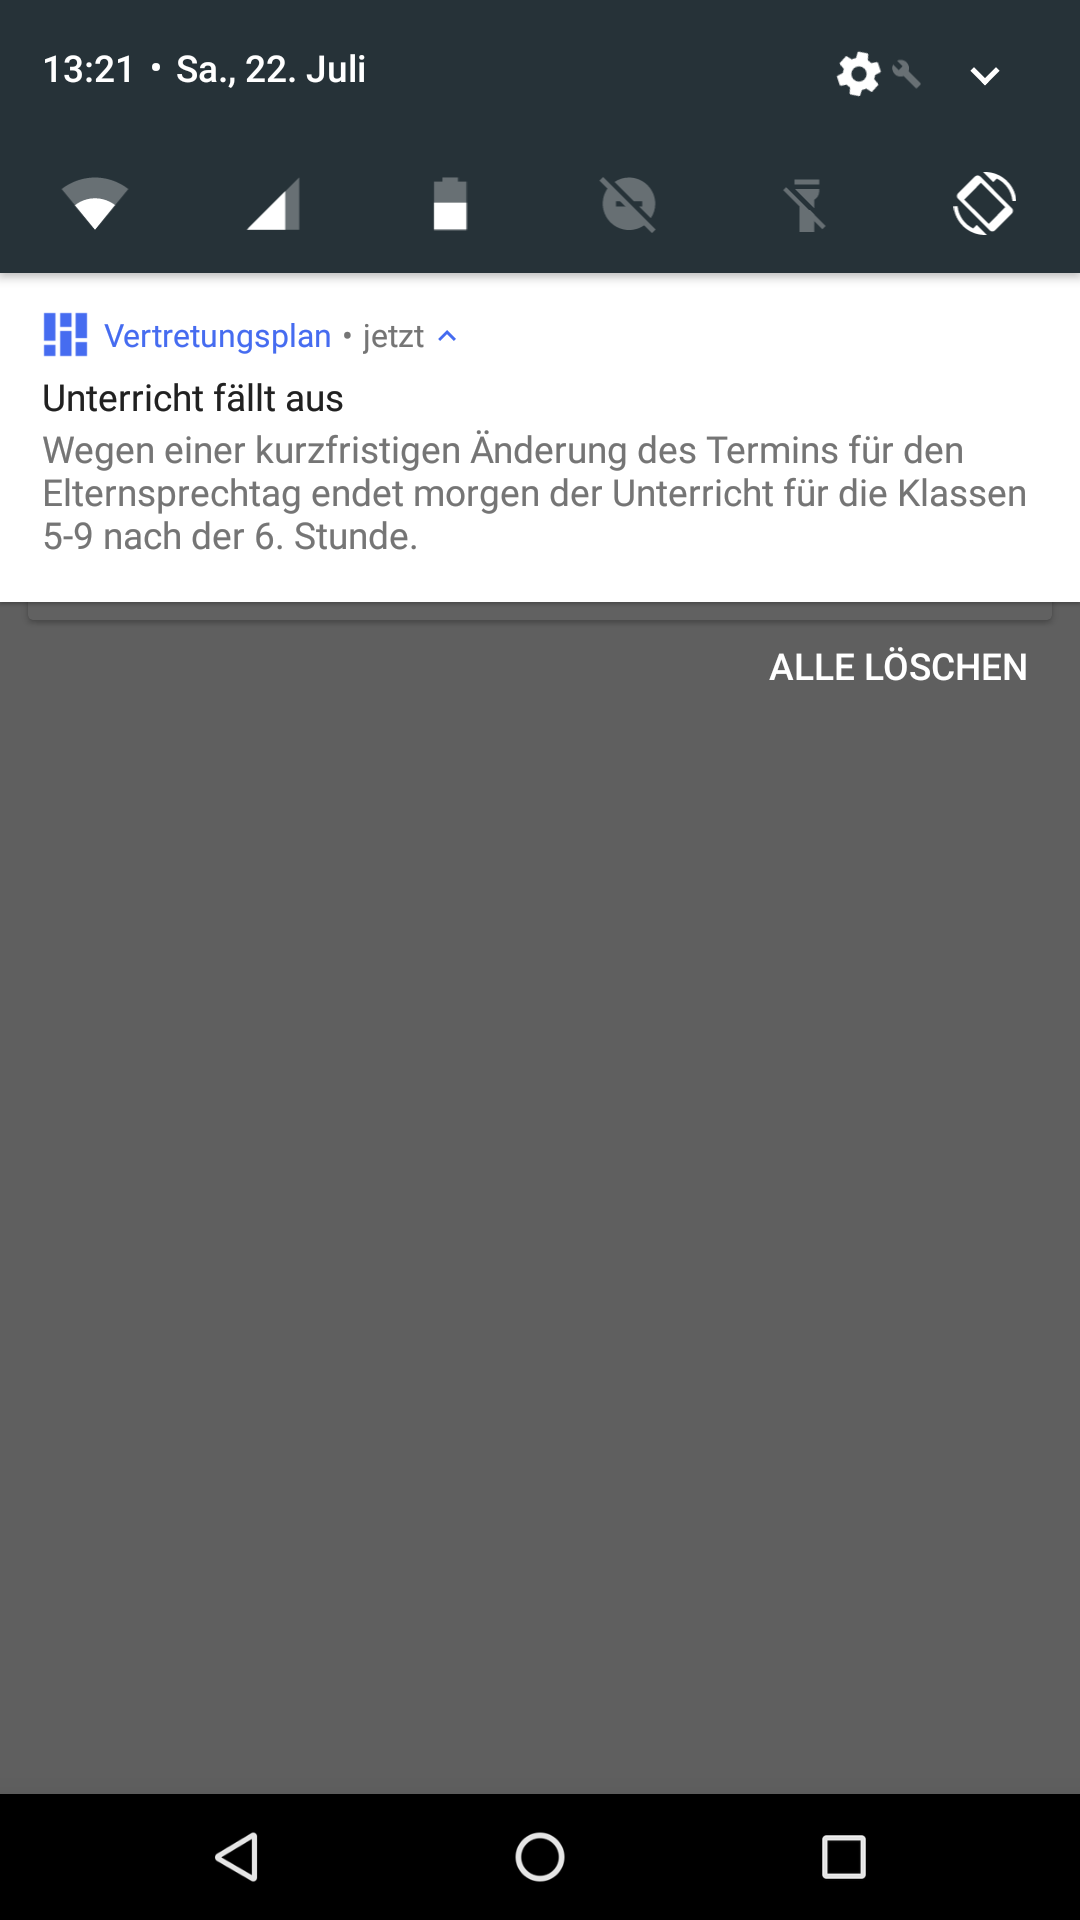 13:21 • Sa., 22. Juli
Vertretungsplan • jetzt
Unterricht fällt aus
Wegen einer kurzfristigen Änderung des Termins für den
Elternsprechtag endet morgen der Unterricht für die Klassen
5-9 nach der 6. Stunde.
ALLE LÖSCHEN